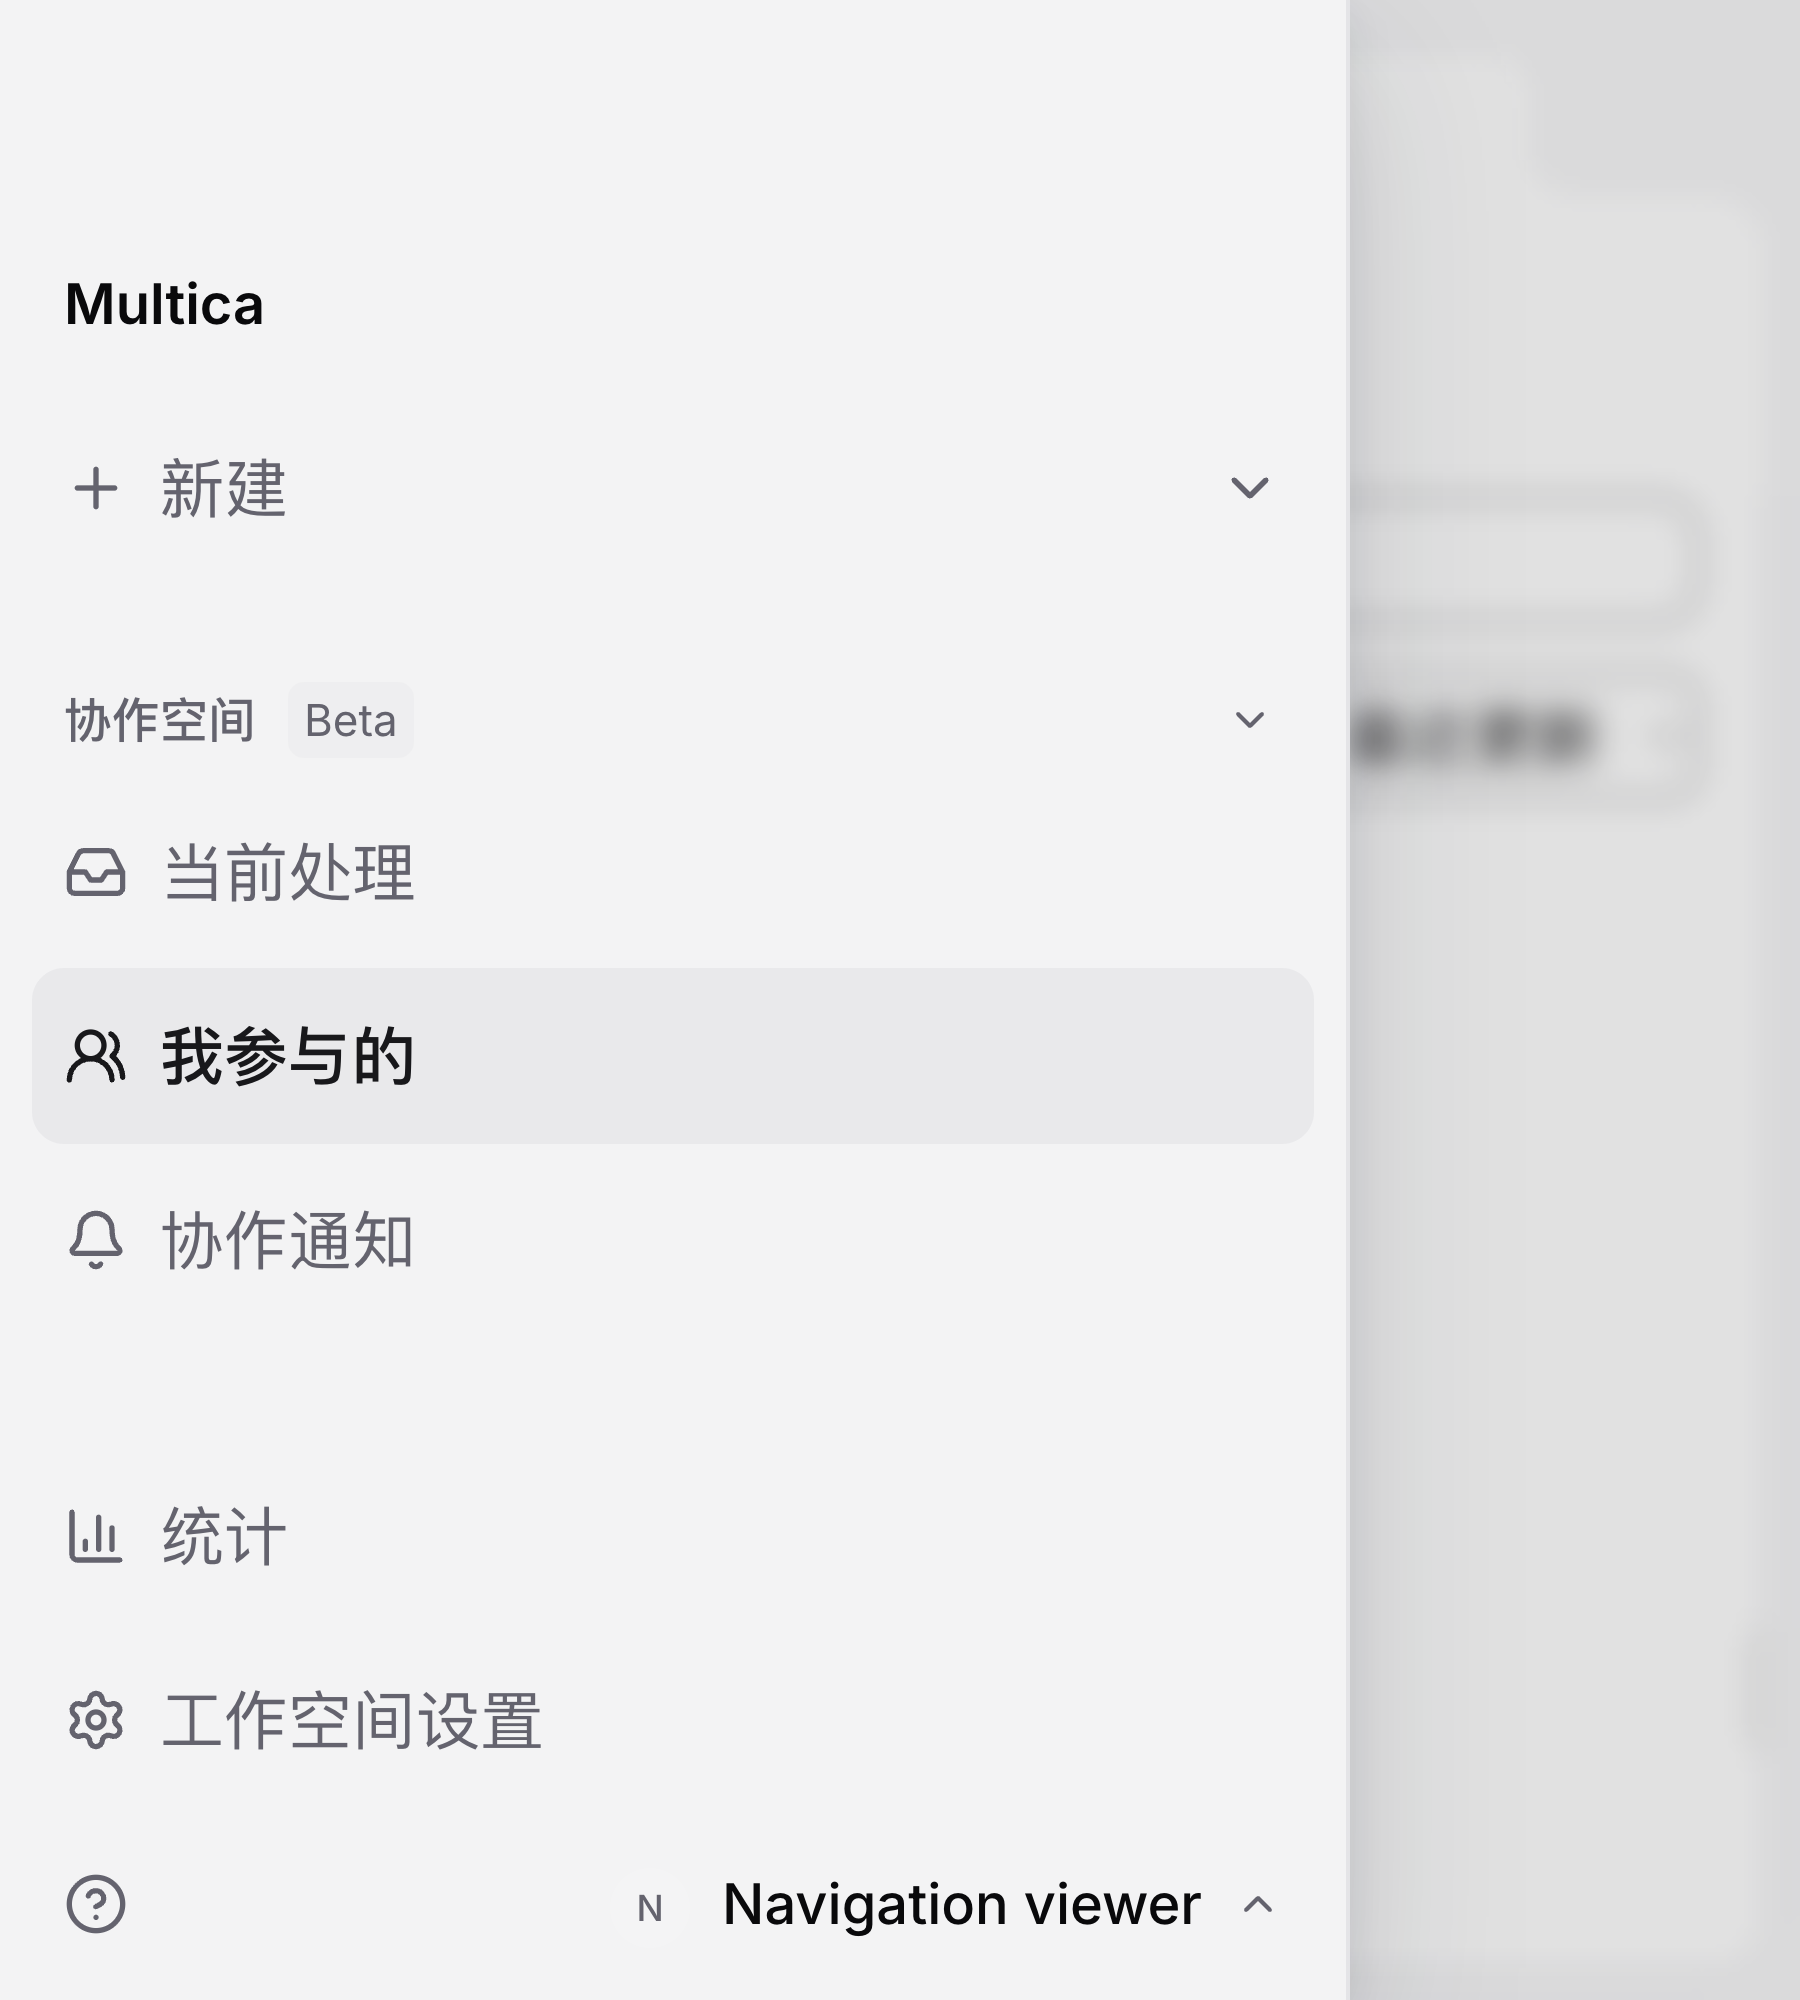 Multica
新建
协作空间 Beta
当前处理
我参与的
协作通知
统计
工作空间设置
N Navigation viewer